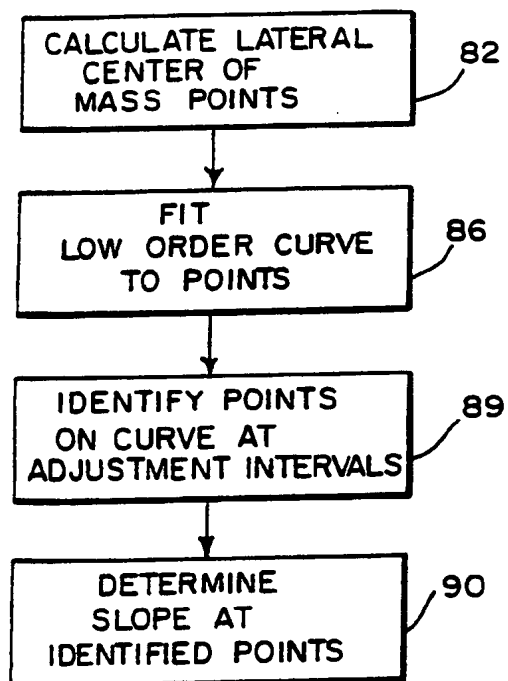 CALCULATE LATERAL
CENTER OF
MASS POINTS
82
FIT
LOW ORDER CURVE
TO POINTS
86
IDENTIFY POINTS
ON CURVE AT
ADJUSTMENT INTERVALS
89
DETERMINE
SLOPE AT
IDENTIFIED POINTS
90